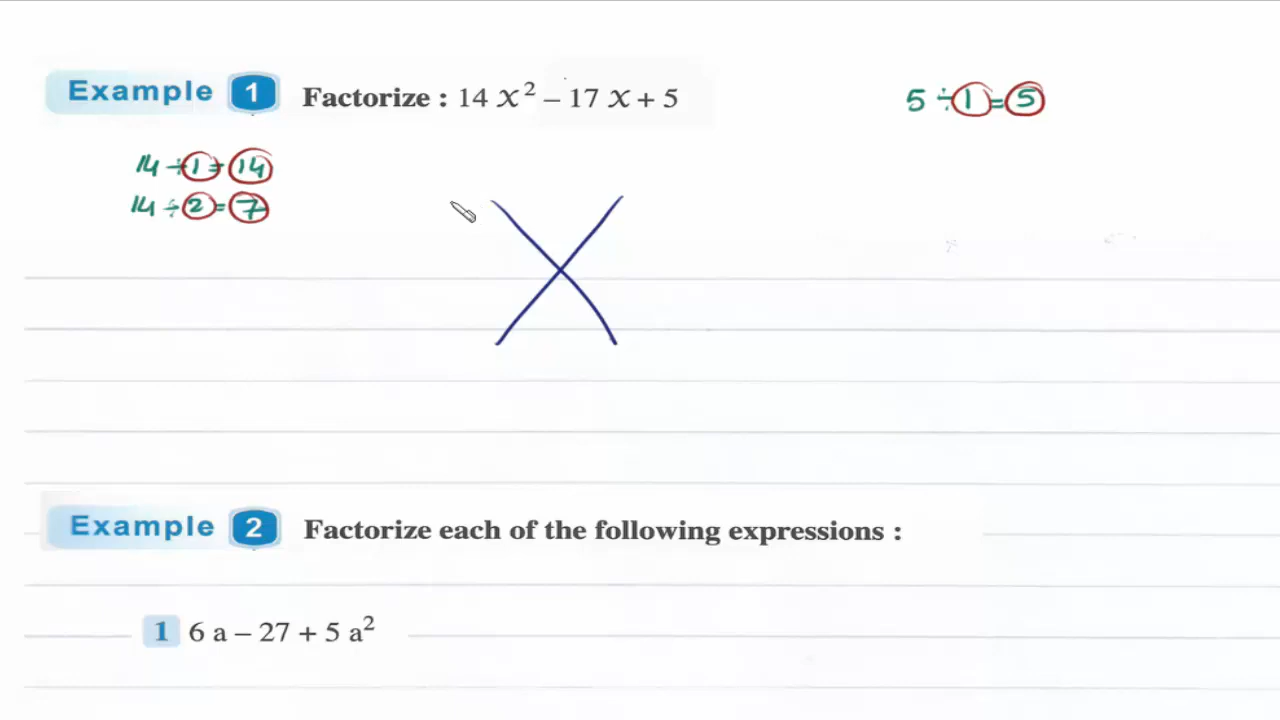 Example 1 Factorize : 14 x² – 17 x + 5
5 ÷ 1 = 5
14 ÷ 1 = 14
14 ÷ 2 = 7
Example 2 Factorize each of the following expressions :
1 6 a – 27 + 5 a²